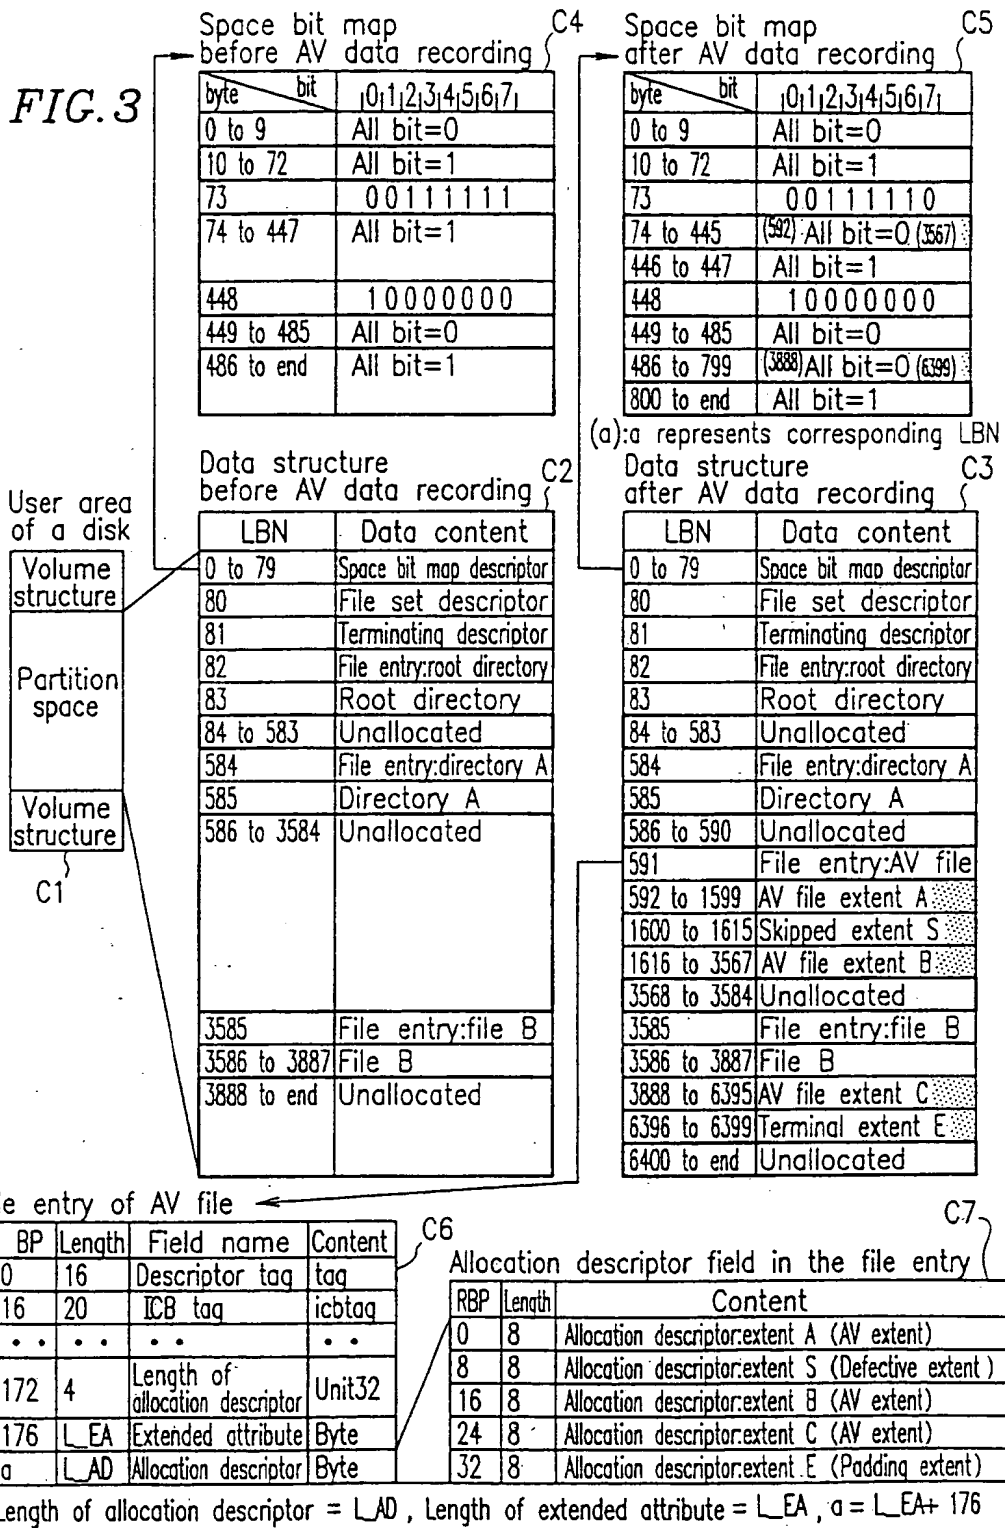 FIG.3
Space bit map
before AV data recording
C4
byte bit 0 1 2 3 4 5 6 7
0 to 9 All bit=0
10 to 72 All bit=1
73 0 0 1 1 1 1 1 1
74 to 447 All bit=1
448 1 0 0 0 0 0 0 0
449 to 485 All bit=0
486 to end All bit=1
Space bit map
after AV data recording
C5
byte bit 0 1 2 3 4 5 6 7
0 to 9 All bit=0
10 to 72 All bit=1
73 0 0 1 1 1 1 1 0
74 to 445 (592) All bit=0 (3567)
446 to 447 All bit=1
448 1 0 0 0 0 0 0 0
449 to 485 All bit=0
486 to 799 (3888) All bit=0 (6399)
800 to end All bit=1
(a):a represents corresponding LBN
User area
of a disk
Volume
structure
Partition
space
Volume
structure
C1
Data structure
before AV data recording
C2
LBN Data content
0 to 79 Space bit map descriptor
80 File set descriptor
81 Terminating descriptor
82 File entry:root directory
83 Root directory
84 to 583 Unallocated
584 File entry:directory A
585 Directory A
586 to 3584 Unallocated
3585 File entry:file B
3586 to 3887 File B
3888 to end Unallocated
Data structure
after AV data recording
C3
LBN Data content
0 to 79 Space bit map descriptor
80 File set descriptor
81 Terminating descriptor
82 File entry:root directory
83 Root directory
84 to 583 Unallocated
584 File entry:directory A
585 Directory A
586 to 590 Unallocated
591 File entry:AV file
592 to 1599 AV file extent A
1600 to 1615 Skipped extent S
1616 to 3567 AV file extent B
3568 to 3584 Unallocated
3585 File entry:file B
3586 to 3887 File B
3888 to 6395 AV file extent C
6396 to 6399 Terminal extent E
6400 to end Unallocated
le entry of AV file
C6
BP Length Field name Content
0 16 Descriptor tag tag
16 20 ICB tag icbtag
• • • • • • • •
172 4 Length of
allocation descriptor Unit32
176 L_EA Extended attribute Byte
a L_AD Allocation descriptor Byte
C7
Allocation descriptor field in the file entry
RBP Length Content
0 8 Allocation descriptor:extent A (AV extent)
8 8 Allocation descriptor:extent S (Defective extent)
16 8 Allocation descriptor:extent B (AV extent)
24 8 Allocation descriptor:extent C (AV extent)
32 8 Allocation descriptor:extent E (Padding extent)
Length of allocation descriptor = L_AD , Length of extended attribute = L_EA , a = L_EA+ 176